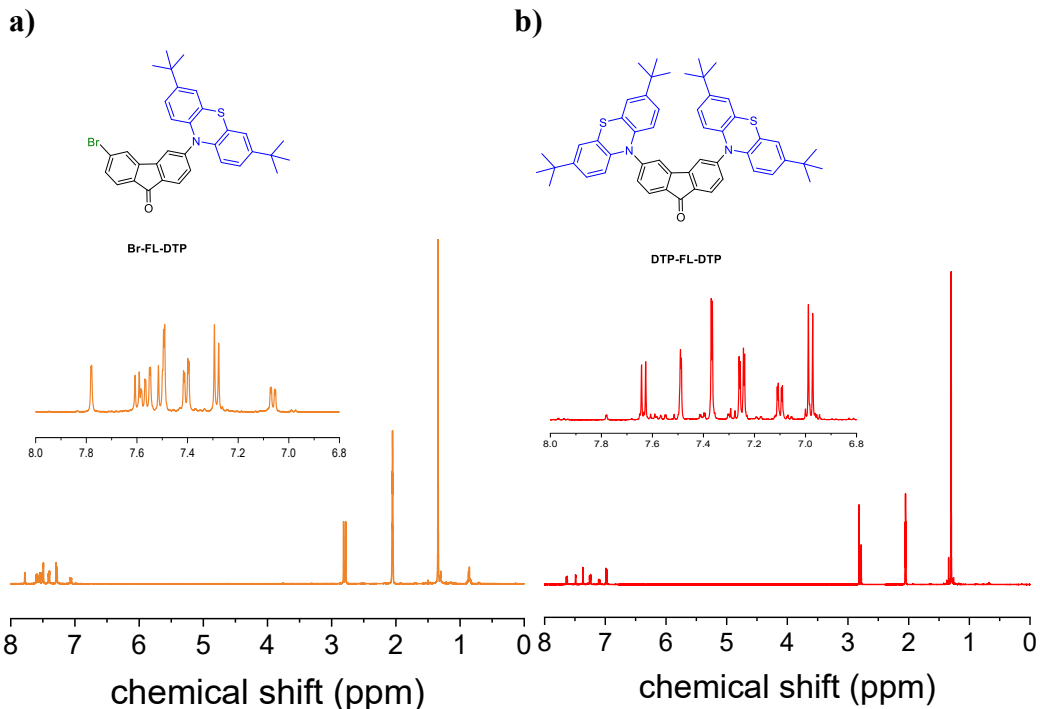 a)
Br
S
N
O
Br-FL-DTP
8.0 7.8 7.6 7.4 7.2 7.0 6.8
8 7 6 5 4 3 2 1 0
chemical shift (ppm)
b)
S
N
N
S
O
DTP-FL-DTP
8.0 7.8 7.6 7.4 7.2 7.0 6.8
8 7 6 5 4 3 2 1 0
chemical shift (ppm)